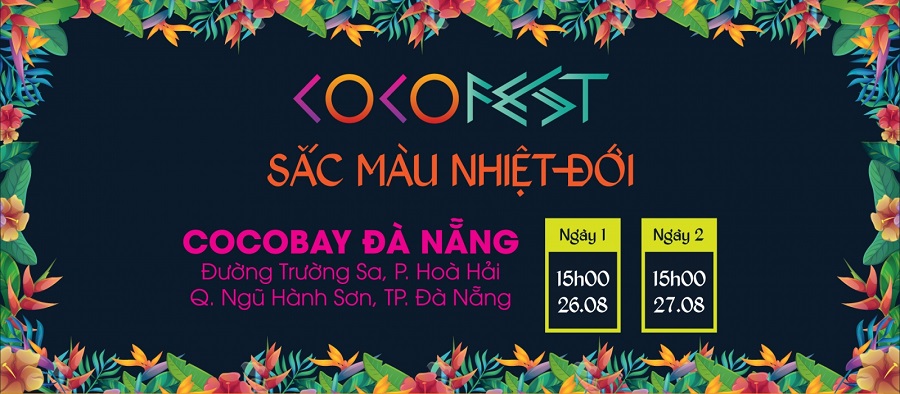 COCOFEST
SẮC MÀU NHIỆT ĐỚI
COCOBAY ĐÀ NẴNG
Đường Trường Sa, P. Hoà Hải
Q. Ngũ Hành Sơn, TP. Đà Nẵng
Ngày 1
15h00
26.08
Ngày 2
15h00
27.08